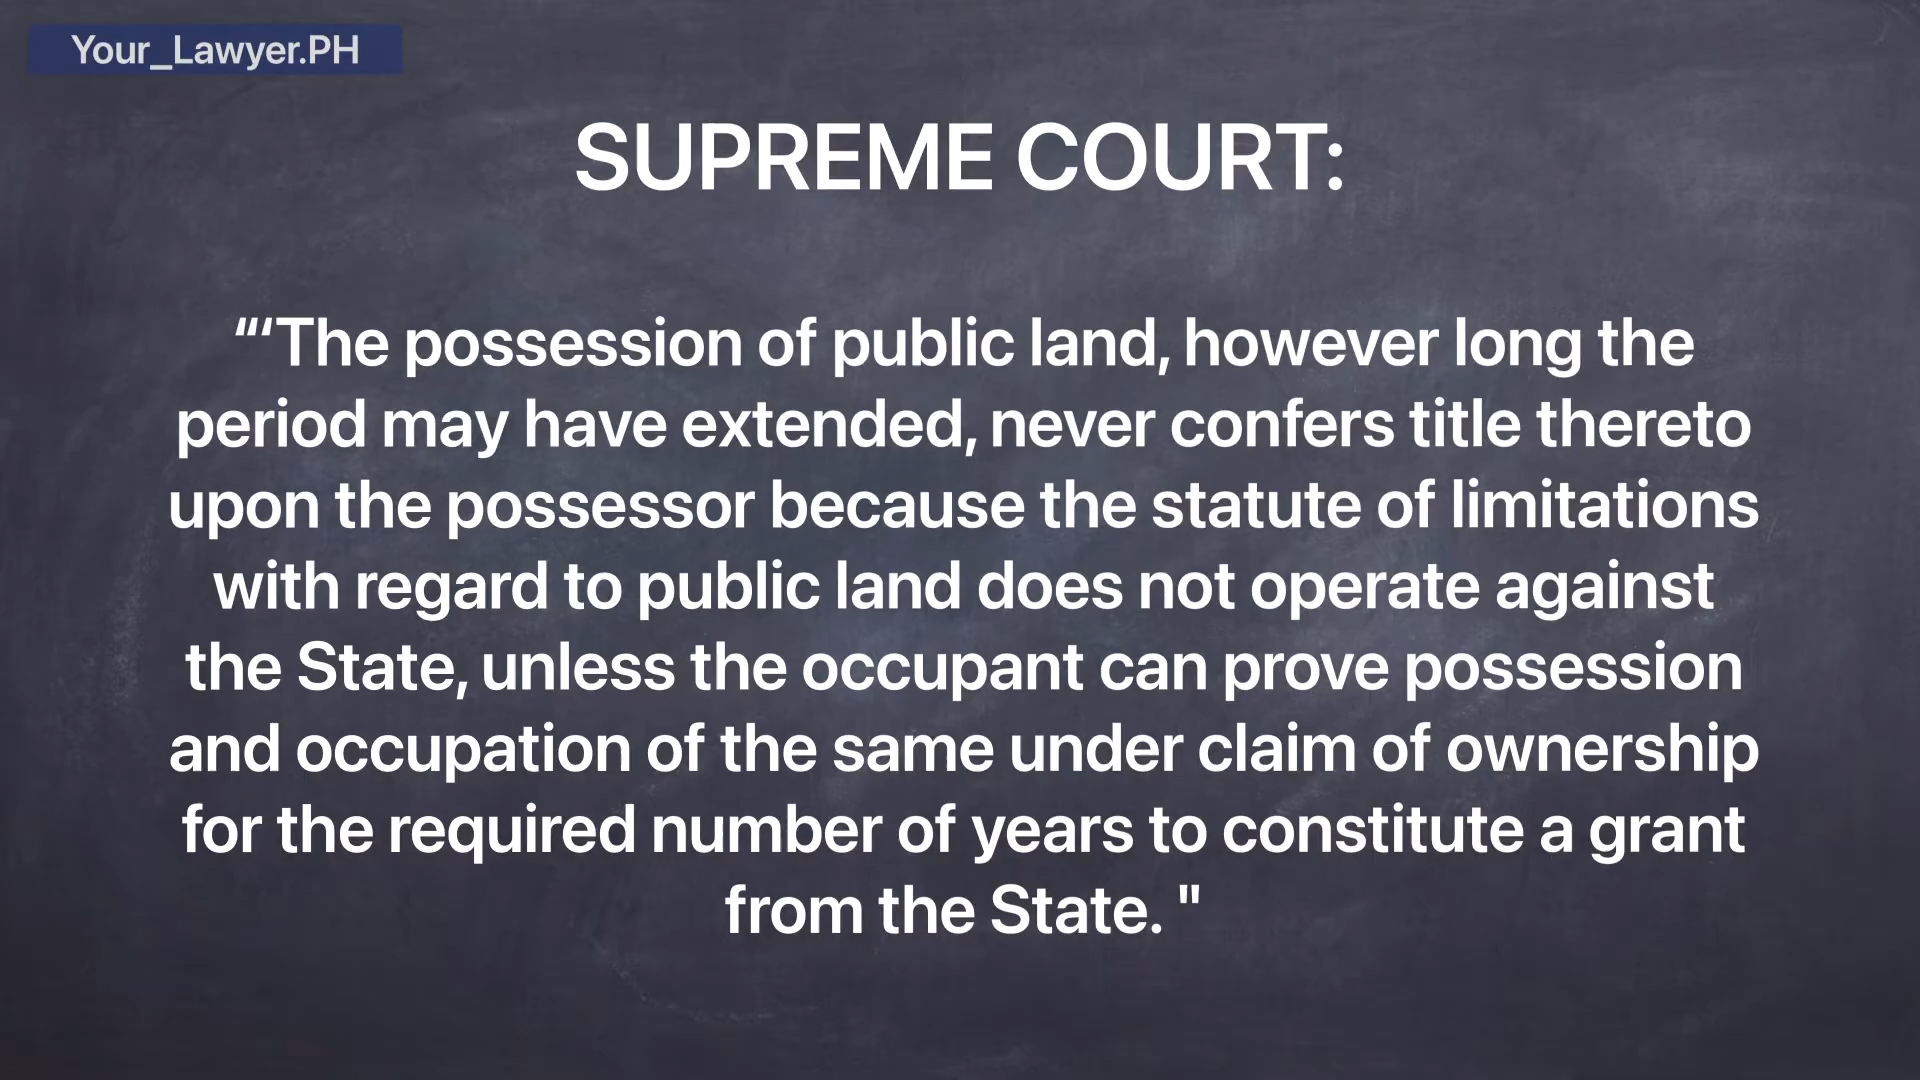 Your_Lawyer.PH
SUPREME COURT:
“‘The possession of public land, however long the
period may have extended, never confers title thereto
upon the possessor because the statute of limitations
with regard to public land does not operate against
the State, unless the occupant can prove possession
and occupation of the same under claim of ownership
for the required number of years to constitute a grant
from the State. "